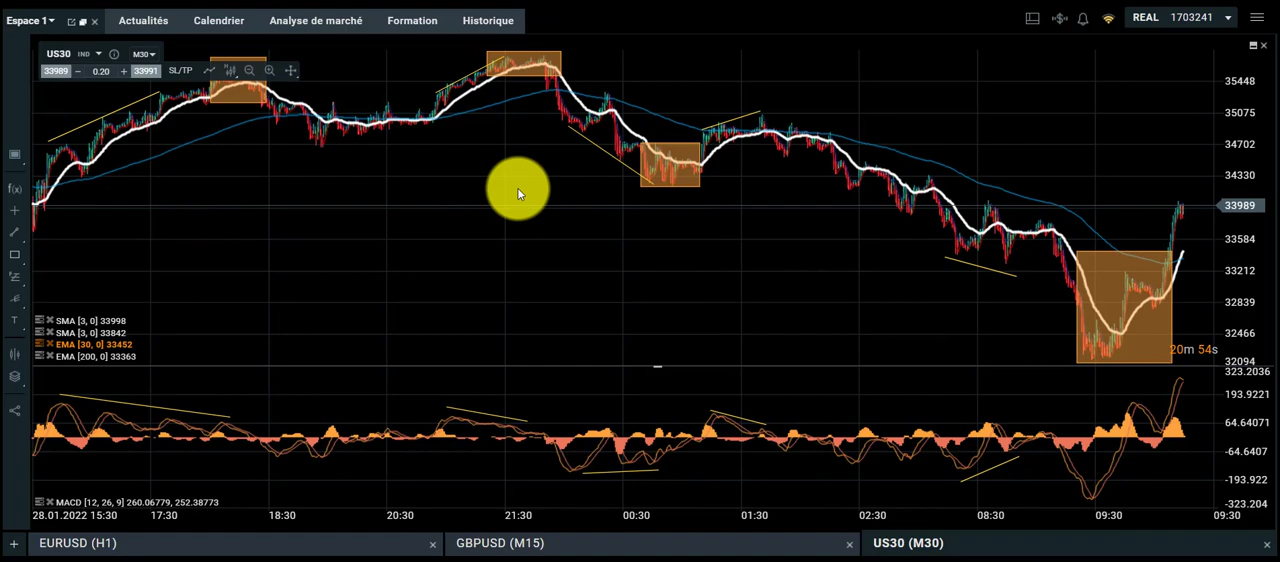 Espace 1 Actualités Calendrier Analyse de marché Formation Historique REAL 1703241
US30 IND M30
33989 − 0.20 + 33991 SL/TP
35448
35075
34702
34330
33989
33584
33212
32839
32466
32094
f(x)
T
SMA [3, 0] 33998
SMA [3, 0] 33842
EMA [30, 0] 33452
EMA [200, 0] 33363
20m 54s
323.2036
193.9221
64.64071
-64.6407
-193.922
-323.204
MACD [12, 26, 9] 260.06779, 252.38773
28.01.2022 15:30 17:30 18:30 20:30 21:30 00:30 01:30 02:30 08:30 09:30 09:30
+ EURUSD (H1) × GBPUSD (M15) × US30 (M30) ×